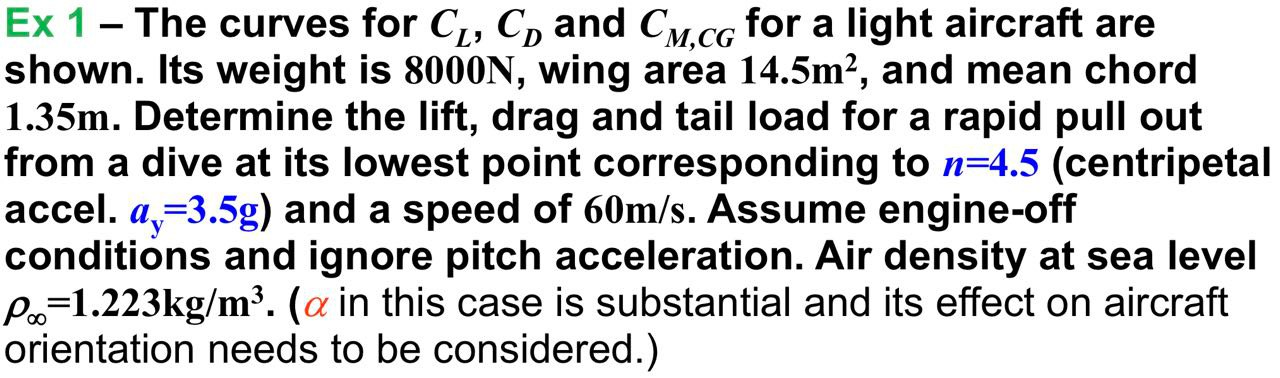 Ex 1 – The curves for C_L, C_D and C_M,CG for a light aircraft are
shown. Its weight is 8000N, wing area 14.5m², and mean chord
1.35m. Determine the lift, drag and tail load for a rapid pull out
from a dive at its lowest point corresponding to n=4.5 (centripetal
accel. a_y=3.5g) and a speed of 60m/s. Assume engine-off
conditions and ignore pitch acceleration. Air density at sea level
ρ_∞=1.223kg/m³. (α in this case is substantial and its effect on aircraft
orientation needs to be considered.)